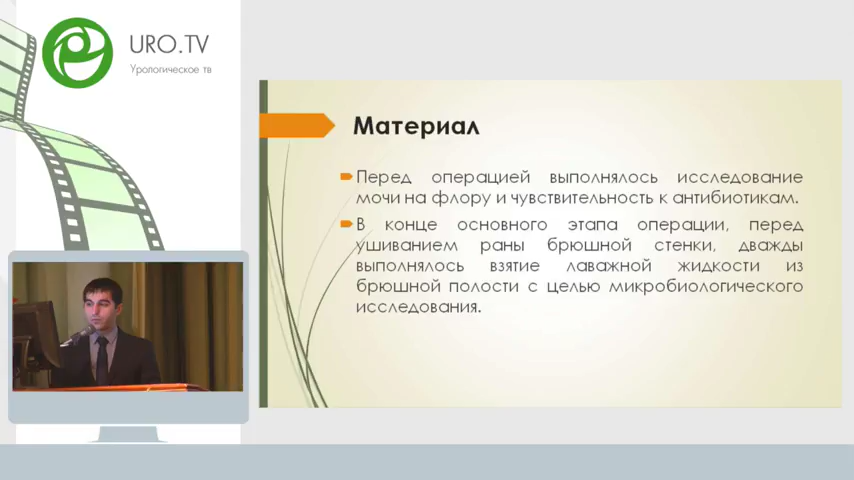 URO.TV
Урологическое тв
Материал
Перед операцией выполнялось исследование
мочи на флору и чувствительность к антибиотикам.
В конце основного этапа операции, перед
ушиванием раны брюшной стенки, дважды
выполнялось взятие лаважной жидкости из
брюшной полости с целью микробиологического
исследования.